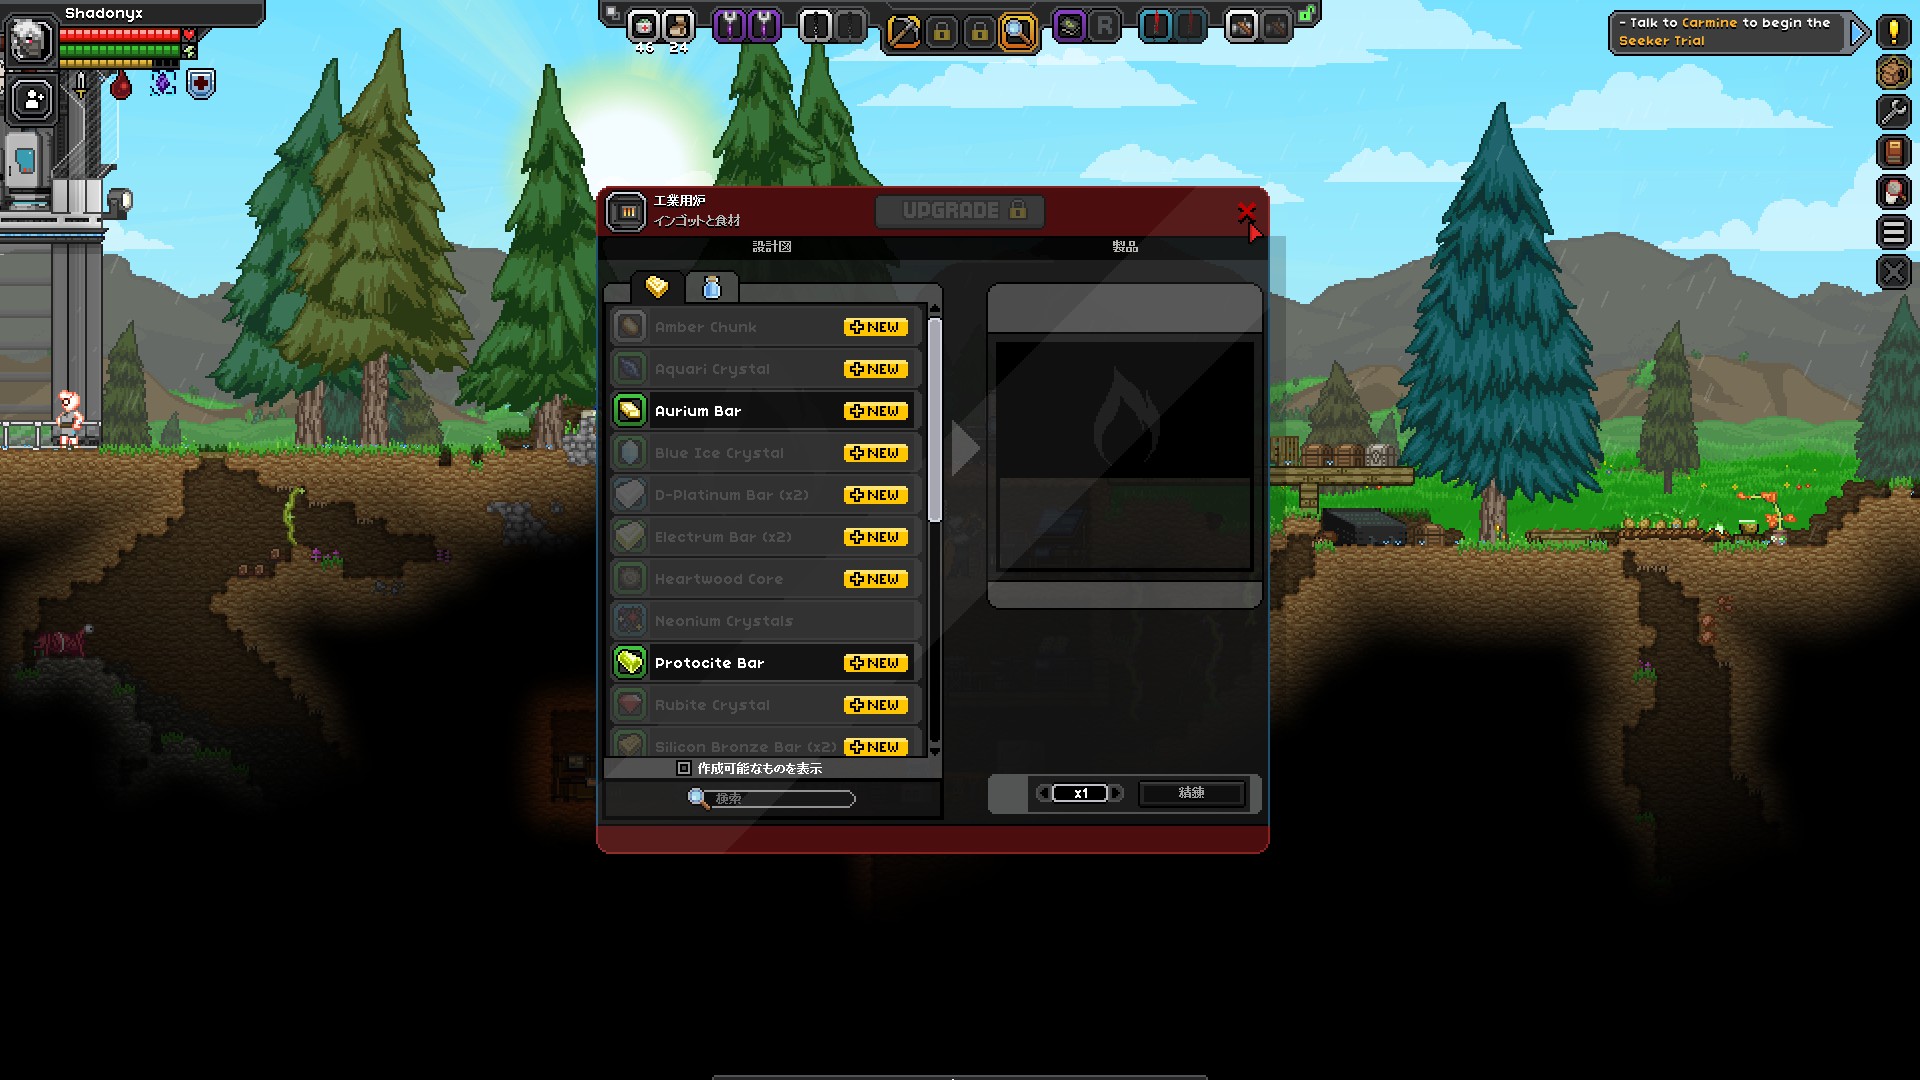 Shadonyx
46
24
R
- Talk to Carmine to begin the
Seeker Trial
工業用炉
インゴットと食材
UPGRADE
設計図
製品
Amber Chunk
NEW
Aquari Crystal
NEW
Aurium Bar
NEW
Blue Ice Crystal
NEW
D-Platinum Bar (x2)
NEW
Electrum Bar (x2)
NEW
Heartwood Core
NEW
Neonium Crystals
Protocite Bar
NEW
Rubite Crystal
NEW
Silicon Bronze Bar (x2)
NEW
作成可能なものを表示
検索
x1
精錬